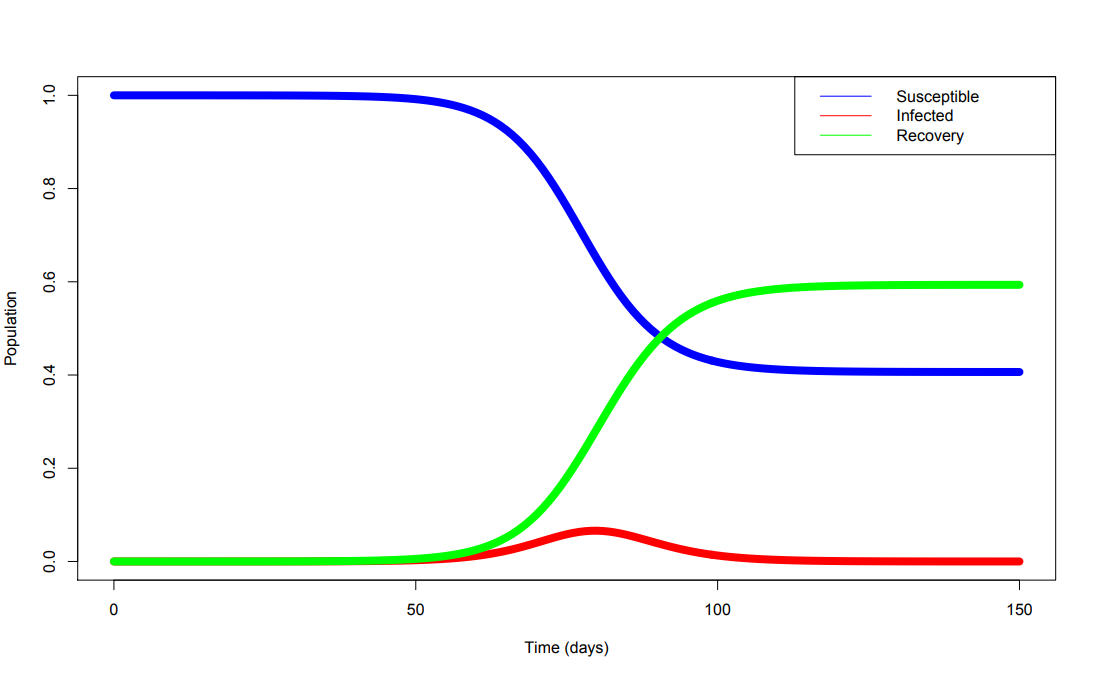 Susceptible
Infected
Recovery
1.0
0.8
0.6
0.4
0.2
0.0
Population
0 50 100 150
Time (days)